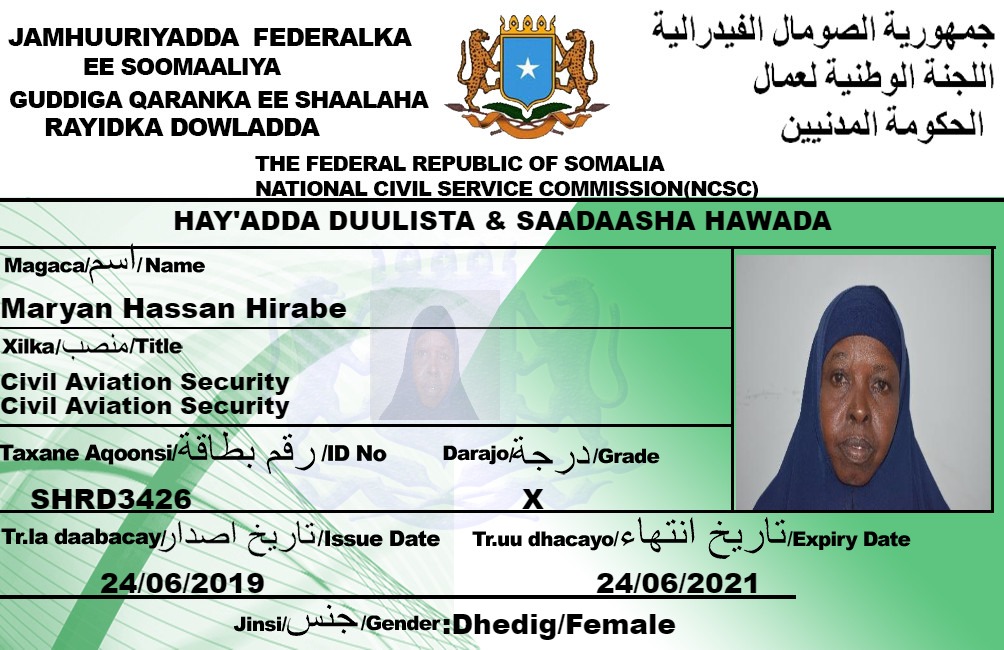 JAMHUURIYADDA FEDERALKA
EE SOOMAALIYA
GUDDIGA QARANKA EE SHAALAHA
RAYIDKA DOWLADDA
جمهورية الصومال الفيدرالية
اللجنة الوطنية لعمال
الحكومة المدنيين
THE FEDERAL REPUBLIC OF SOMALIA
NATIONAL CIVIL SERVICE COMMISSION(NCSC)
HAY'ADDA DUULISTA & SAADAASHA HAWADA
Magaca/اسم/Name
Maryan Hassan Hirabe
Xilka/منصب/Title
Civil Aviation Security
Civil Aviation Security
Taxane Aqoonsi/رقم بطاقة/ID No
SHRD3426
Darajo/درجة/Grade
X
Tr.la daabacay/تاريخ اصدار/Issue Date
24/06/2019
Tr.uu dhacayo/تاريخ انتهاء/Expiry Date
24/06/2021
Jinsi/جنس/Gender:Dhedig/Female